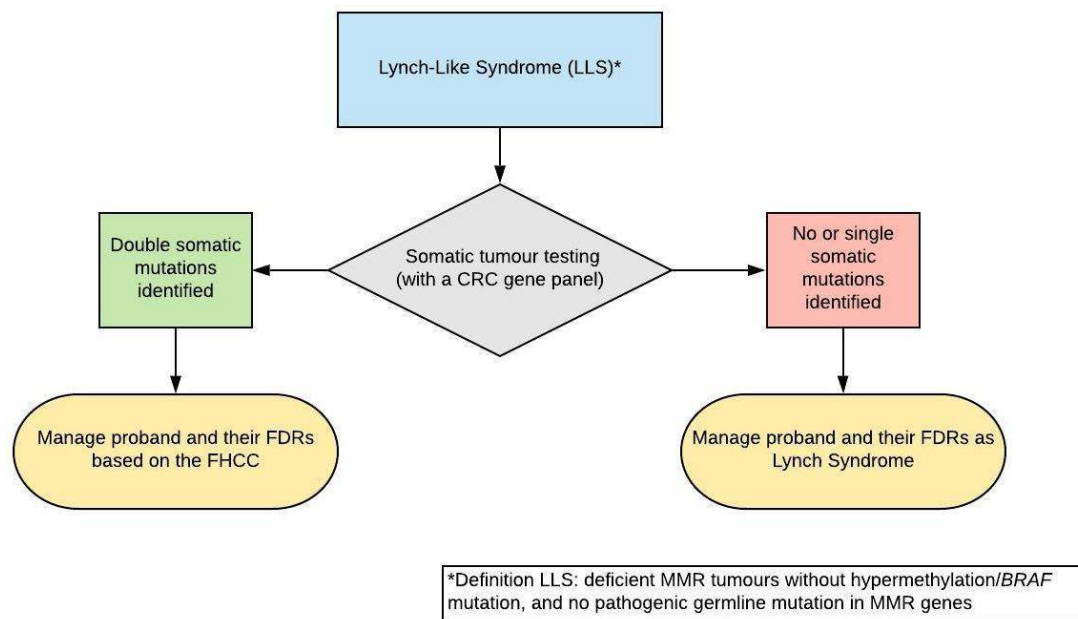 Lynch-Like Syndrome (LLS)*
Double somatic
mutations
identified
Somatic tumour testing
(with a CRC gene panel)
No or single
somatic
mutations
identified
Manage proband and their FDRs
based on the FHCC
Manage proband and their FDRs as
Lynch Syndrome
*Definition LLS: deficient MMR tumours without hypermethylation/BRAF
mutation, and no pathogenic germline mutation in MMR genes